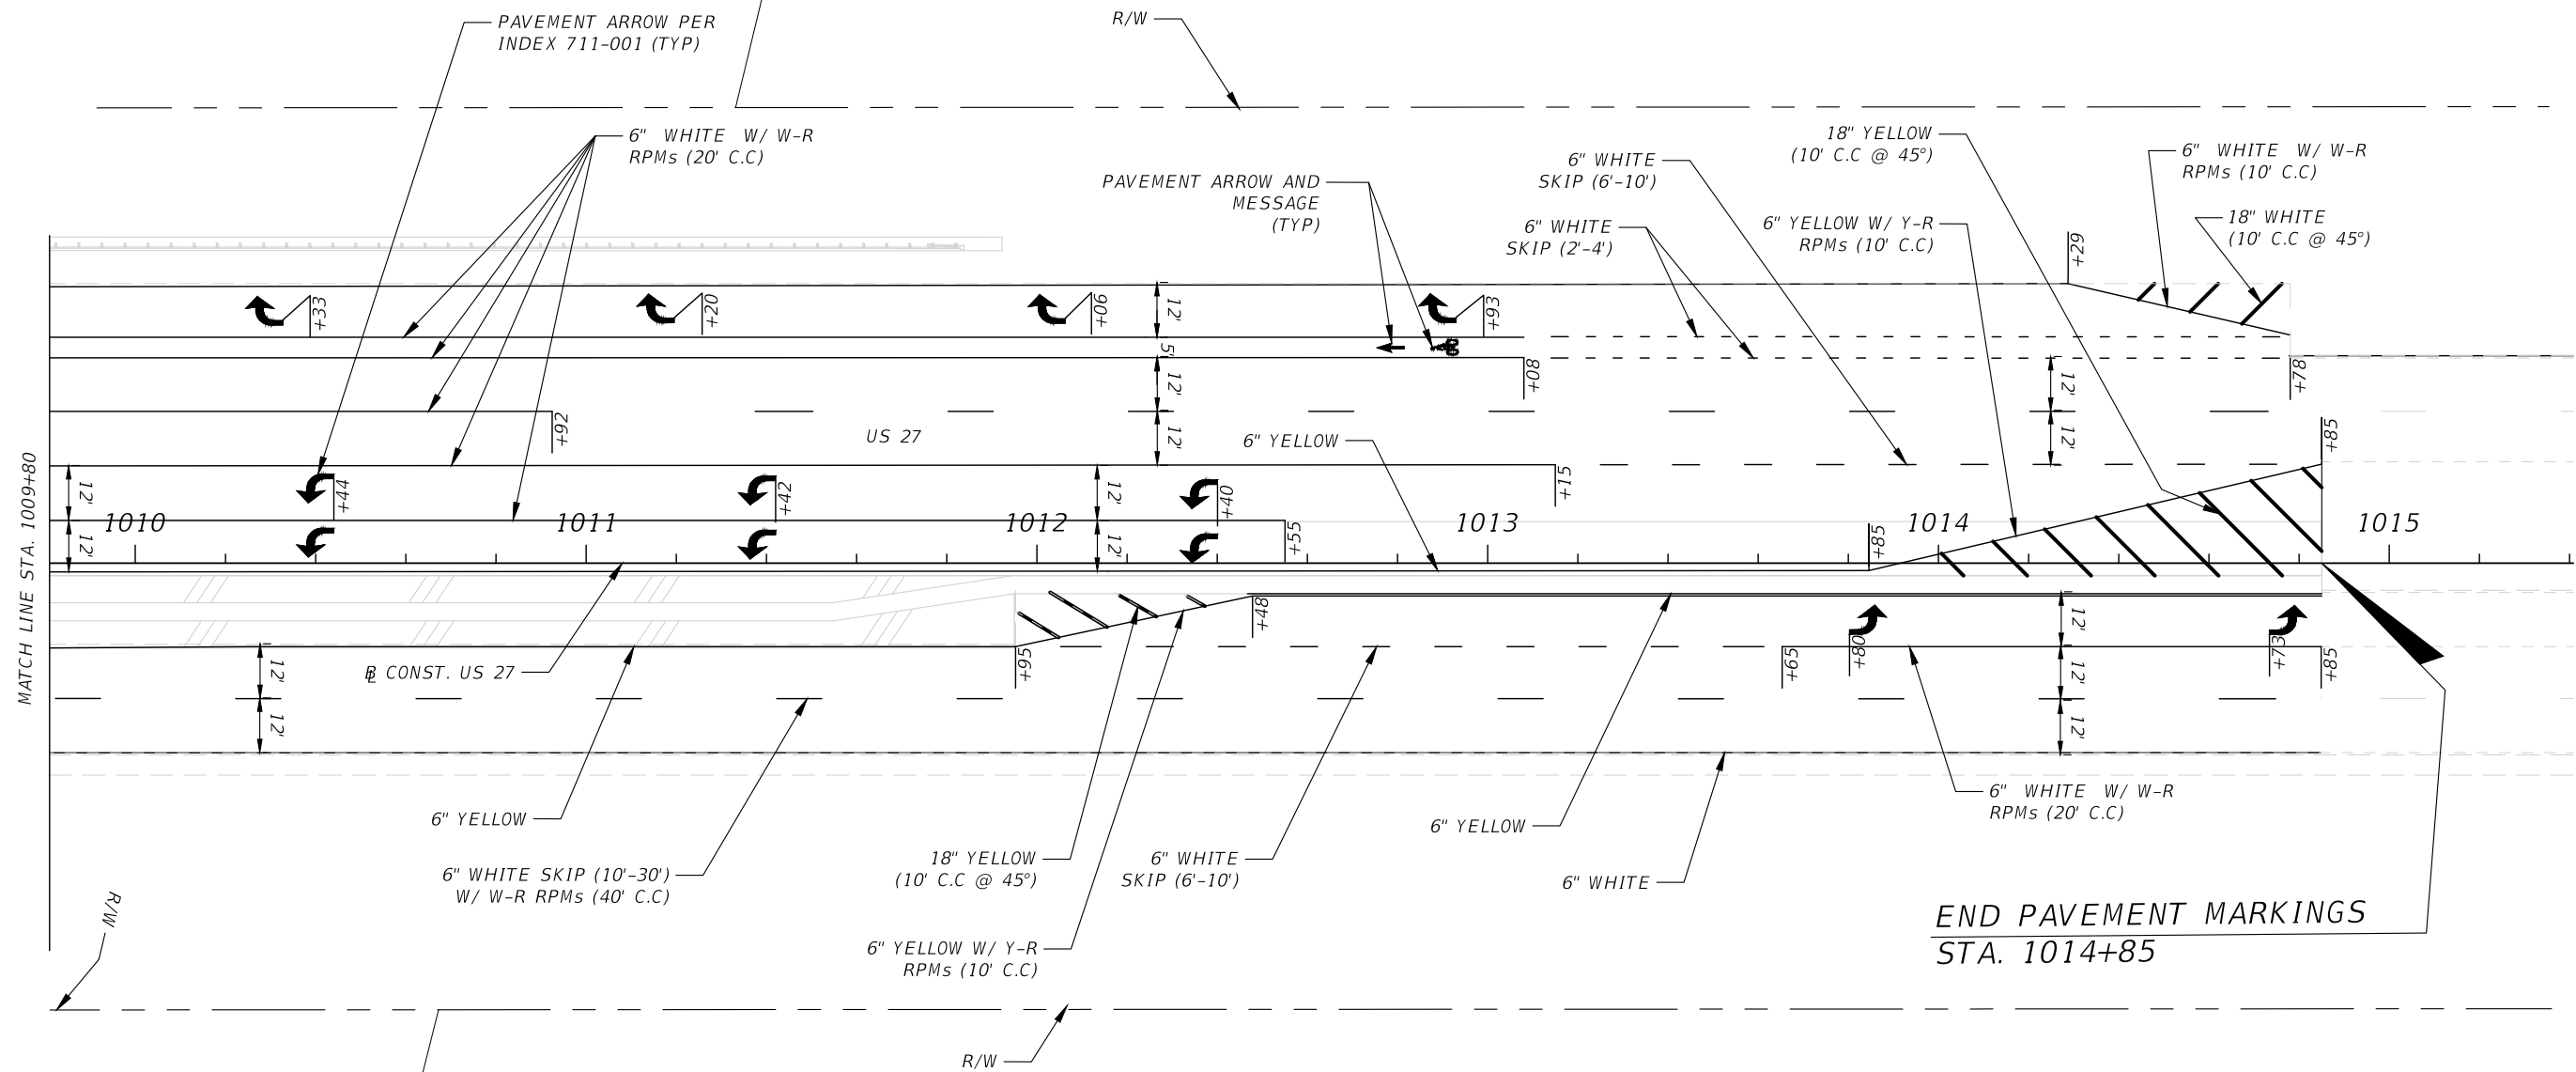 PAVEMENT ARROW PER
INDEX 711-001 (TYP)
R/W
6" WHITE W/ W-R
RPMs (20' C.C)
PAVEMENT ARROW AND
MESSAGE
(TYP)
6" WHITE
SKIP (6'-10')
6" WHITE
SKIP (2'-4')
18" YELLOW
(10' C.C @ 45°)
6" YELLOW W/ Y-R
RPMs (10' C.C)
6" WHITE W/ W-R
RPMs (10' C.C)
18" WHITE
(10' C.C @ 45°)
+29
+33
+20
+06
12'
+93
5'
12'
+08
12'
+78
+92
US 27
12'
6" YELLOW
12'
+85
MATCH LINE STA. 1009+80
12'
+44
+42
12'
+40
+15
1010
1011
1012
1013
1014
1015
12'
12'
+55
+85
+48
12'
+80
+73
12'
+95
+65
12'
+85
BL CONST. US 27
12'
12'
6" YELLOW
6" WHITE SKIP (10'-30')
W/ W-R RPMs (40' C.C)
18" YELLOW
(10' C.C @ 45°)
6" WHITE
SKIP (6'-10')
6" YELLOW
6" WHITE
6" WHITE W/ W-R
RPMs (20' C.C)
R/W
6" YELLOW W/ Y-R
RPMs (10' C.C)
END PAVEMENT MARKINGS
STA. 1014+85
R/W